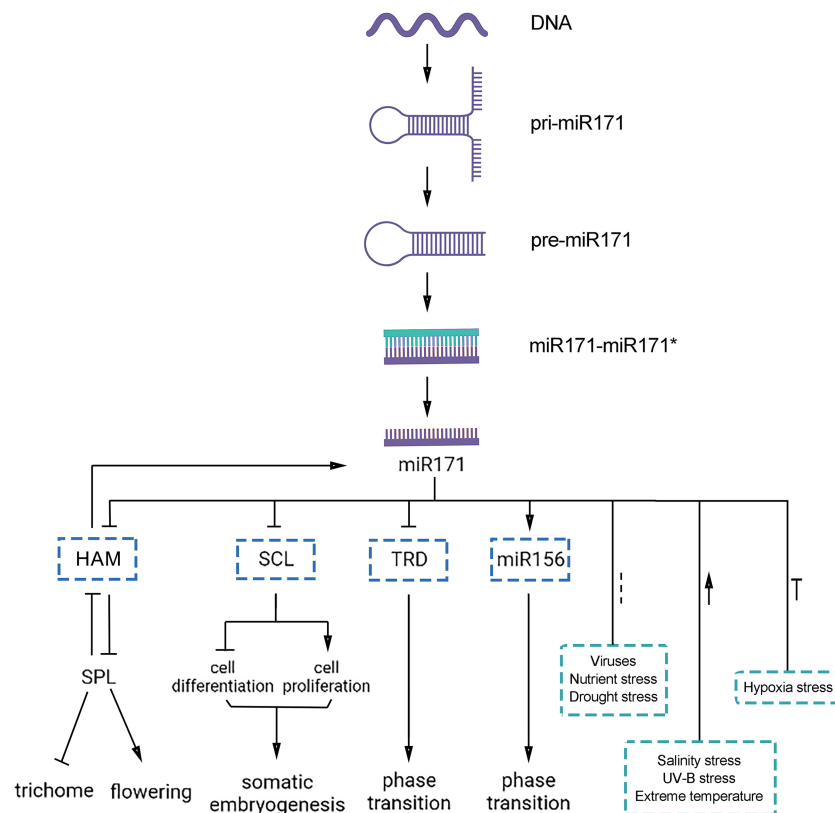 DNA
pri-miR171
pre-miR171
miR171-miR171*
miR171
HAM
SCL
TRD
miR156
Viruses
Nutrient stress
Drought stress
Hypoxia stress
SPL
cell
differentiation
cell
proliferation
Salinity stress
UV-B stress
Extreme temperature
trichome
flowering
somatic
embryogenesis
phase
transition
phase
transition